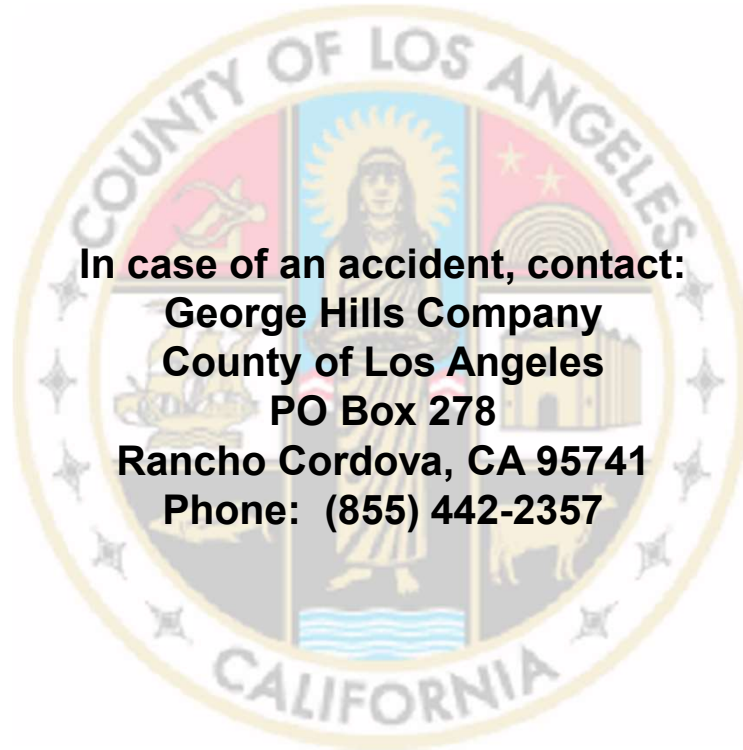 COUNTY OF LOS ANGELES
In case of an accident, contact:
George Hills Company
County of Los Angeles
PO Box 278
Rancho Cordova, CA 95741
Phone:  (855) 442-2357
CALIFORNIA